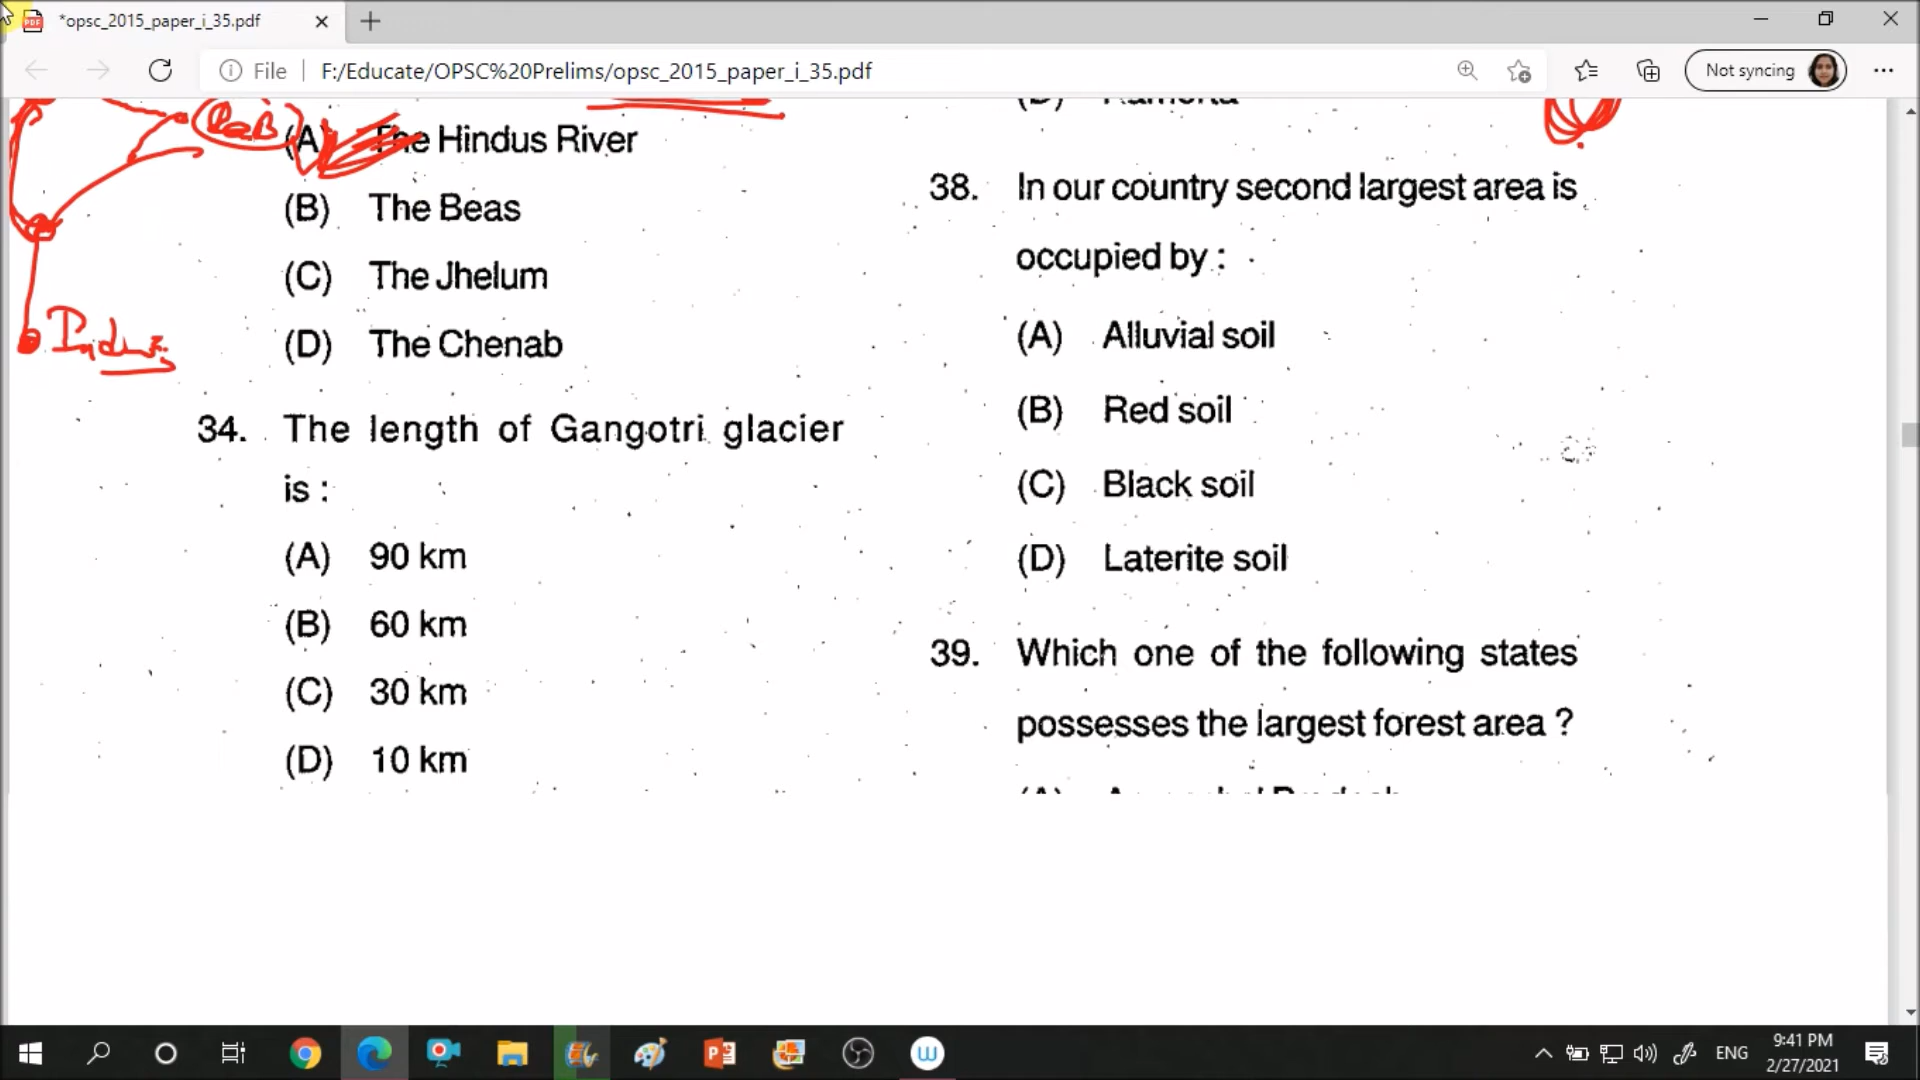 *opsc_2015_paper_i_35.pdf
File F:/Educate/OPSC%20Prelims/opsc_2015_paper_i_35.pdf
Not syncing
(A) The Hindus River
(B) The Beas
(C) The Jhelum
(D) The Chenab
Indus
34. The length of Gangotri glacier
is :
(A) 90 km
(B) 60 km
(C) 30 km
(D) 10 km
38. In our country second largest area is
occupied by :
(A) Alluvial soil
(B) Red soil
(C) Black soil
(D) Laterite soil
39. Which one of the following states
possesses the largest forest area ?
ENG
9:41 PM
2/27/2021